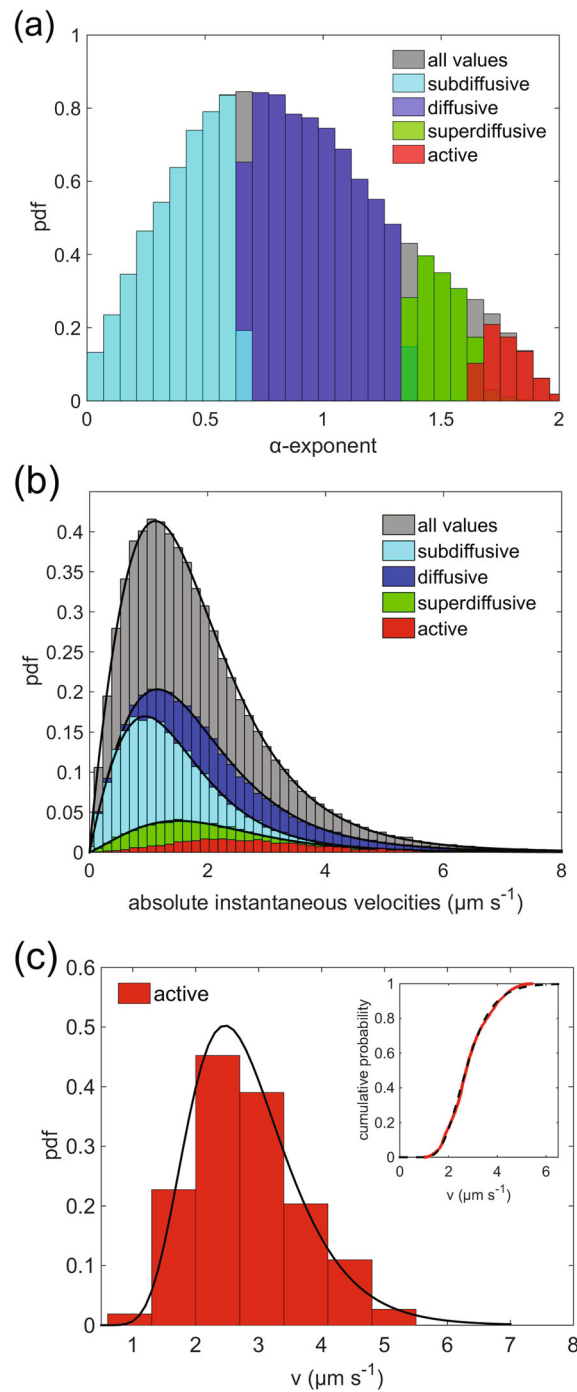 (a)
1
0.8
0.6
0.4
0.2
0
pdf
all values
subdiffusive
diffusive
superdiffusive
active
0 0.5 1 1.5 2
α-exponent
(b)
0.4
0.35
0.3
0.25
0.2
0.15
0.1
0.05
0
pdf
all values
subdiffusive
diffusive
superdiffusive
active
0 2 4 6 8
absolute instantaneous velocities (μm s⁻¹)
(c)
0.6
0.5
0.4
0.3
0.2
0.1
0
pdf
active
1
0.8
0.6
0.4
0.2
0
cumulative probability
0 2 4 6
v (μm s⁻¹)
1 2 3 4 5 6 7 8
v (μm s⁻¹)